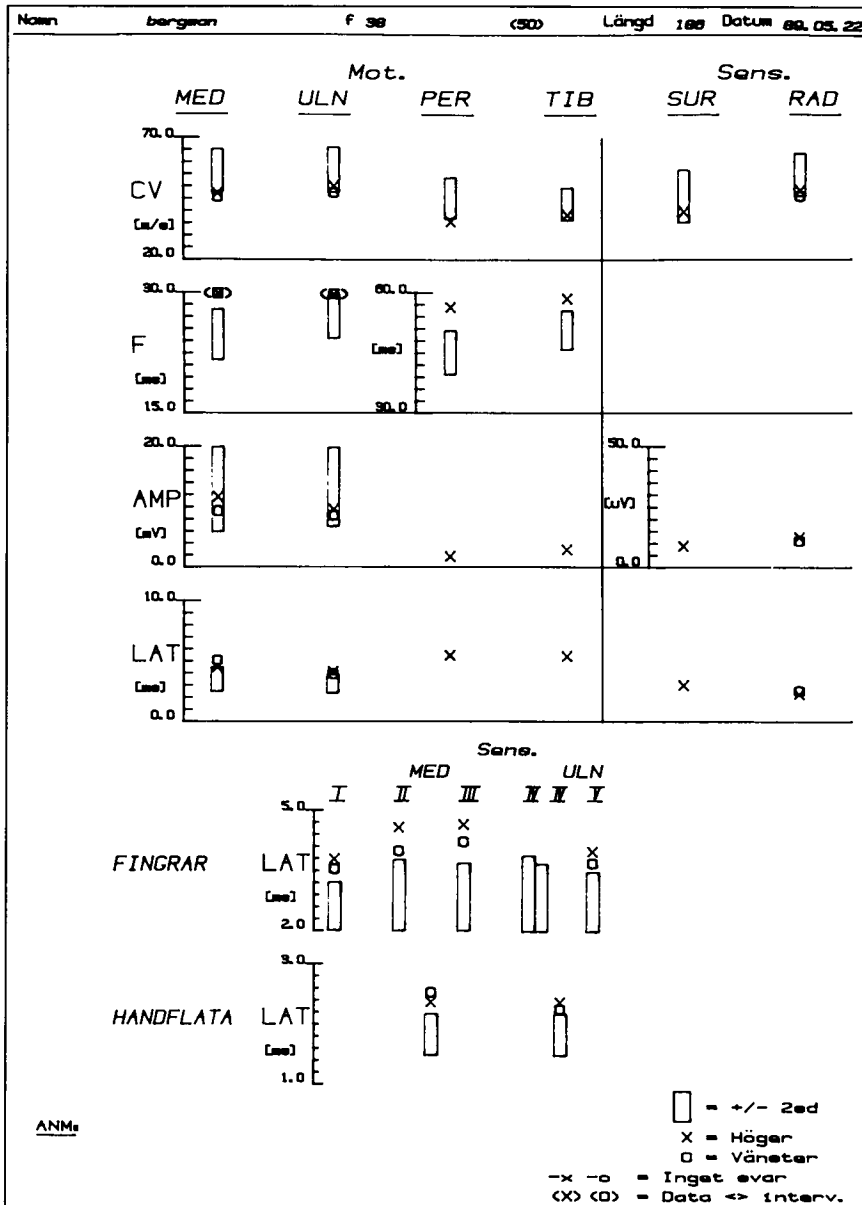 Namn bergman f 38 (50) Längd 186 Datum 89.05.22
Mot. Sens.
MED ULN PER TIB SUR RAD
70.0
CV
[m/s]
20.0
30.0 60.0
F [ms]
[ms]
15.0 30.0
20.0 50.0
AMP [uV]
[mV]
0.0 0.0
10.0
LAT
[ms]
0.0
Sens.
MED ULN
I II III IV IV V
5.0
FINGRAR LAT
[ms]
2.0
3.0
HANDFLATA LAT
[ms]
1.0
ANM:
= +/- 2sd
x = Höger
o = Vänster
-x -o = Inget svar
(x) (o) = Data <> interv.